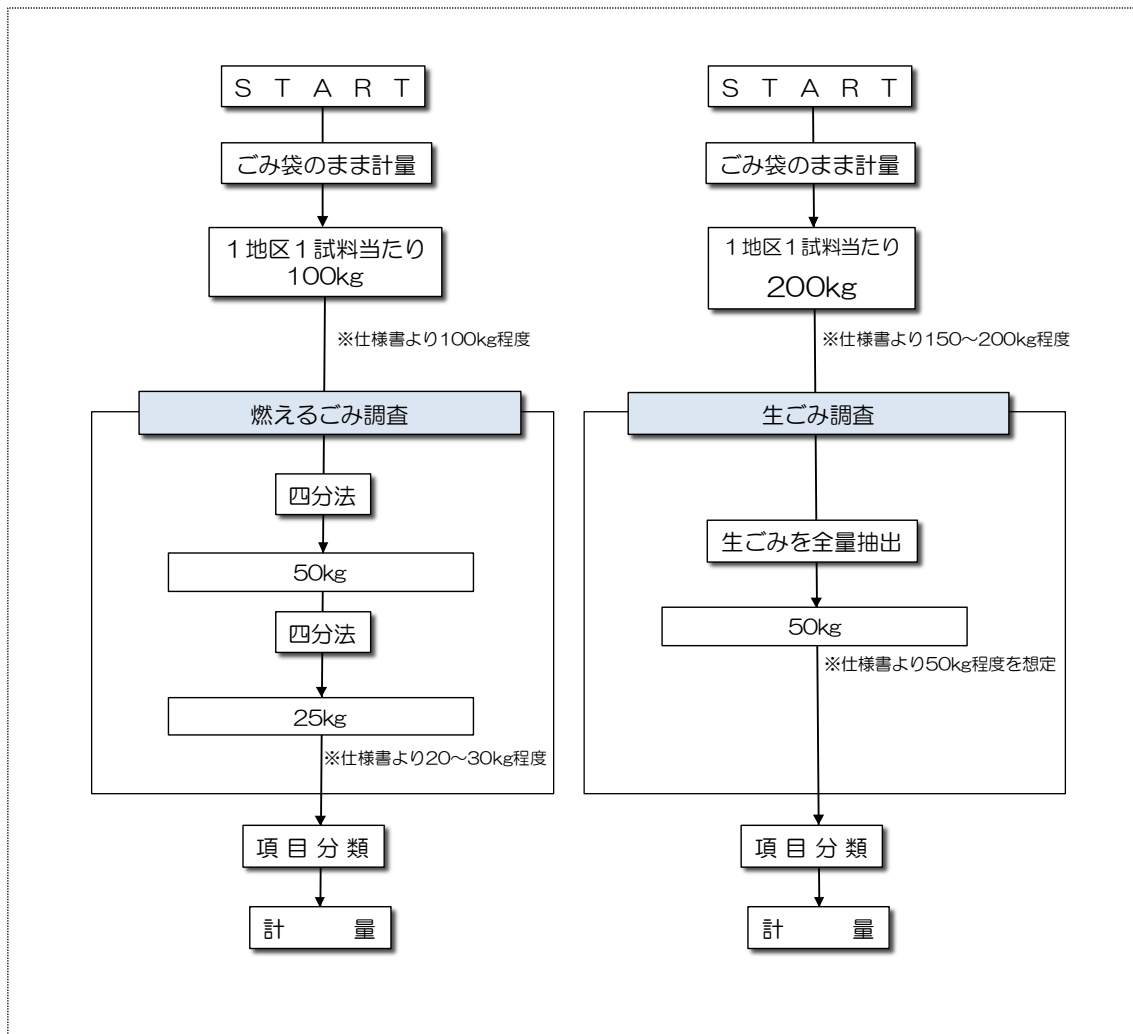 ＳＴＡＲＴ
ごみ袋のまま計量
１地区１試料当たり
100kg
※仕様書より100kg程度
燃えるごみ調査
四分法
50kg
四分法
25kg
※仕様書より20～30kg程度
項目分類
計　量
ＳＴＡＲＴ
ごみ袋のまま計量
１地区１試料当たり
200kg
※仕様書より150～200kg程度
生ごみ調査
生ごみを全量抽出
50kg
※仕様書より50kg程度を想定
項目分類
計　量